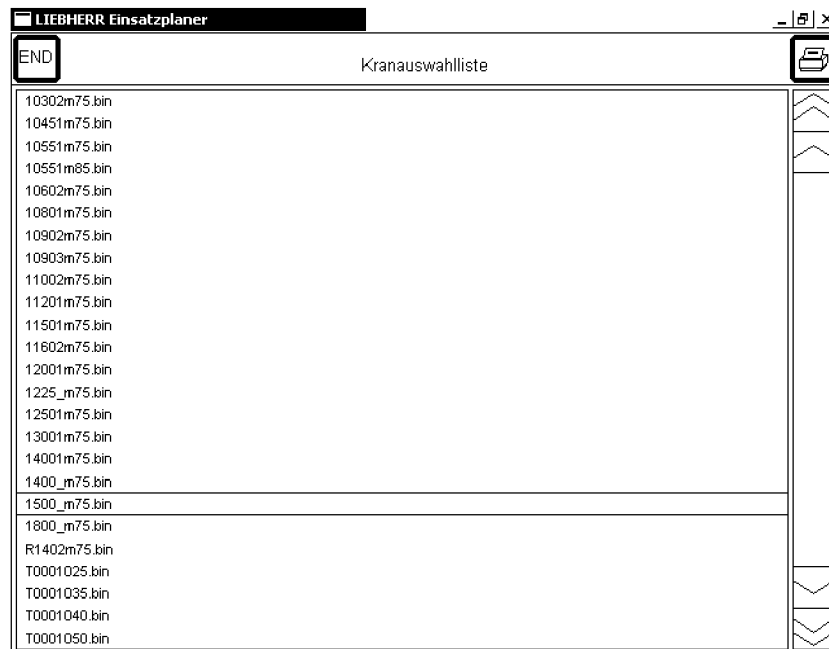 LIEBHERR Einsatzplaner
END
Kranauswahlliste
10302m75.bin
10451m75.bin
10551m75.bin
10551m85.bin
10602m75.bin
10801m75.bin
10902m75.bin
10903m75.bin
11002m75.bin
11201m75.bin
11501m75.bin
11602m75.bin
12001m75.bin
1225_m75.bin
12501m75.bin
13001m75.bin
14001m75.bin
1400_m75.bin
1500_m75.bin
1800_m75.bin
R1402m75.bin
T0001025.bin
T0001035.bin
T0001040.bin
T0001050.bin